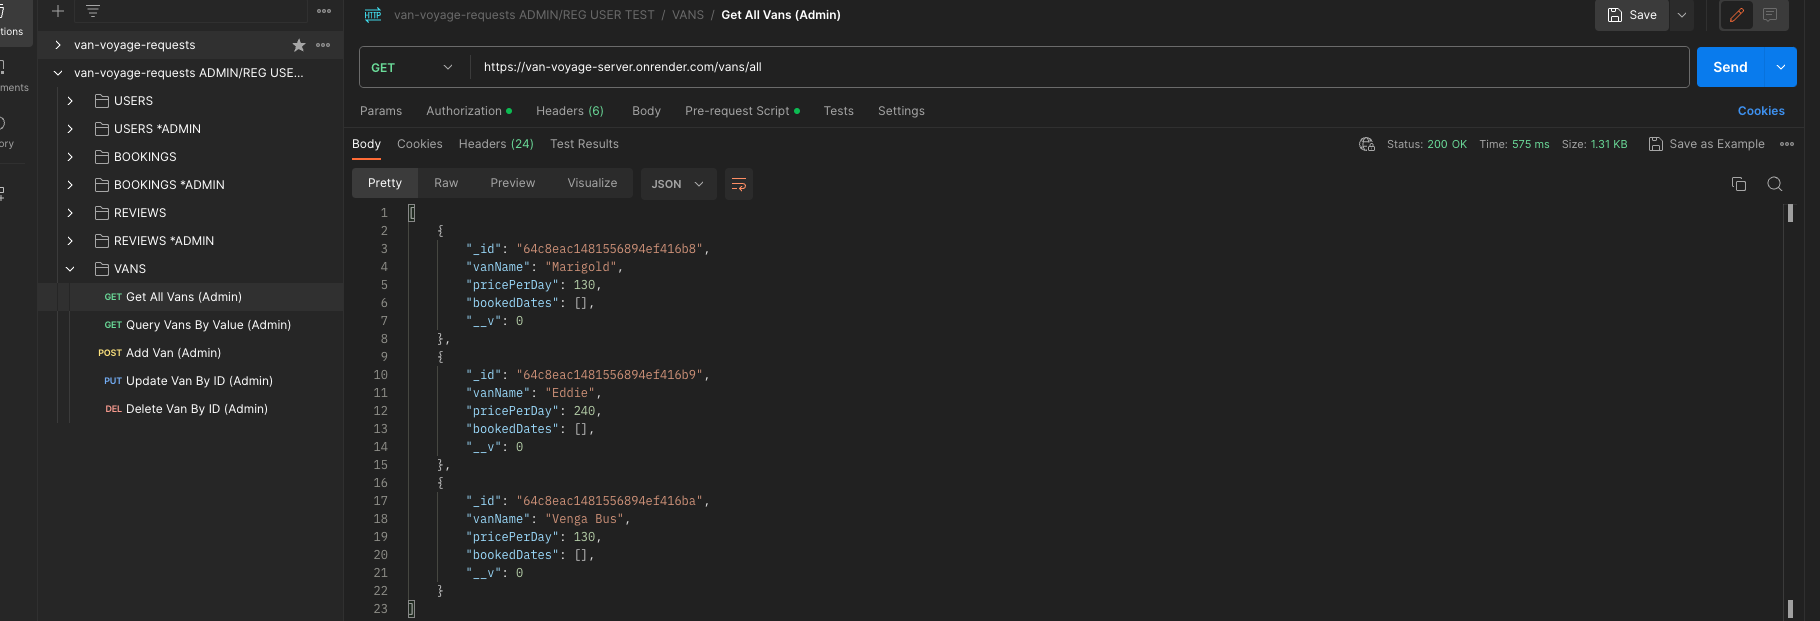 van-voyage-requests ADMIN/REG USER TEST / VANS / Get All Vans (Admin)
Save
tions
van-voyage-requests
van-voyage-requests ADMIN/REG USE...
GET
https://van-voyage-server.onrender.com/vans/all
Send
ments
USERS
Params
Authorization
Headers (6)
Body
Pre-request Script
Tests
Settings
Cookies
USERS *ADMIN
ory
Body
Cookies
Headers (24)
Test Results
Status: 200 OK
Time: 575 ms
Size: 1.31 KB
Save as Example
BOOKINGS
BOOKINGS *ADMIN
REVIEWS
REVIEWS *ADMIN
VANS
GET Get All Vans (Admin)
GET Query Vans By Value (Admin)
POST Add Van (Admin)
PUT Update Van By ID (Admin)
DEL Delete Van By ID (Admin)
Pretty
Raw
Preview
Visualize
JSON
1 [
2 {
3 "_id": "64c8eac1481556894ef416b8",
4 "vanName": "Marigold",
5 "pricePerDay": 130,
6 "bookedDates": [],
7 "__v": 0
8 },
9 {
10 "_id": "64c8eac1481556894ef416b9",
11 "vanName": "Eddie",
12 "pricePerDay": 240,
13 "bookedDates": [],
14 "__v": 0
15 },
16 {
17 "_id": "64c8eac1481556894ef416ba",
18 "vanName": "Venga Bus",
19 "pricePerDay": 130,
20 "bookedDates": [],
21 "__v": 0
22 }
23 ]